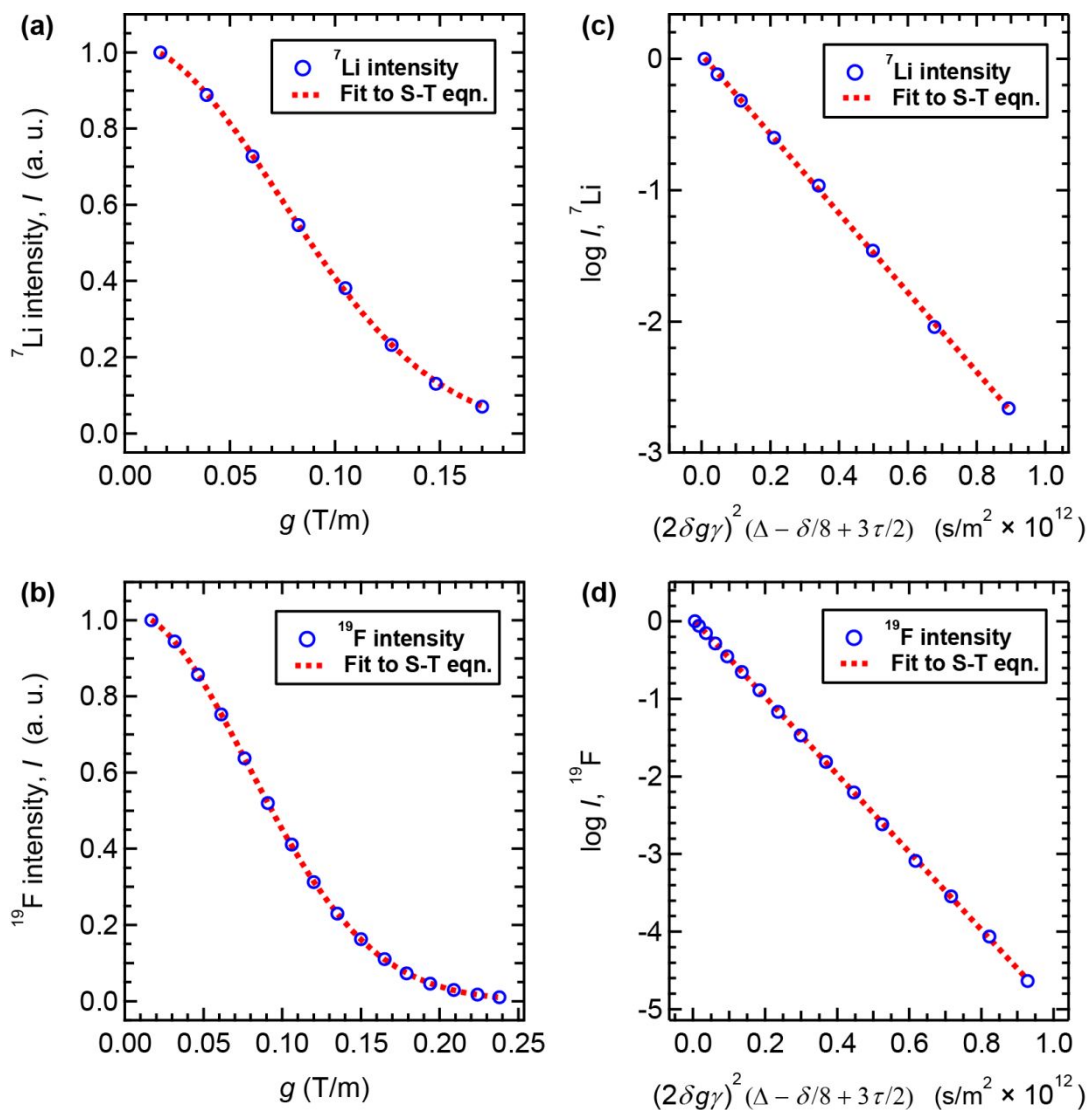 (a)
1.0
0.8
0.6
0.4
0.2
0.0
⁷Li intensity, I (a. u.)
⁷Li intensity
Fit to S-T eqn.
0.00 0.05 0.10 0.15
g (T/m)
(c)
0
-1
-2
-3
log I, ⁷Li
⁷Li intensity
Fit to S-T eqn.
0.0 0.2 0.4 0.6 0.8 1.0
(2δgγ)² (Δ − δ/8 + 3τ/2) (s/m² × 10¹²)
(b)
1.0
0.8
0.6
0.4
0.2
0.0
¹⁹F intensity, I (a. u.)
¹⁹F intensity
Fit to S-T eqn.
0.00 0.05 0.10 0.15 0.20 0.25
g (T/m)
(d)
0
-1
-2
-3
-4
-5
log I, ¹⁹F
¹⁹F intensity
Fit to S-T eqn.
0.0 0.2 0.4 0.6 0.8 1.0
(2δgγ)² (Δ − δ/8 + 3τ/2) (s/m² × 10¹²)